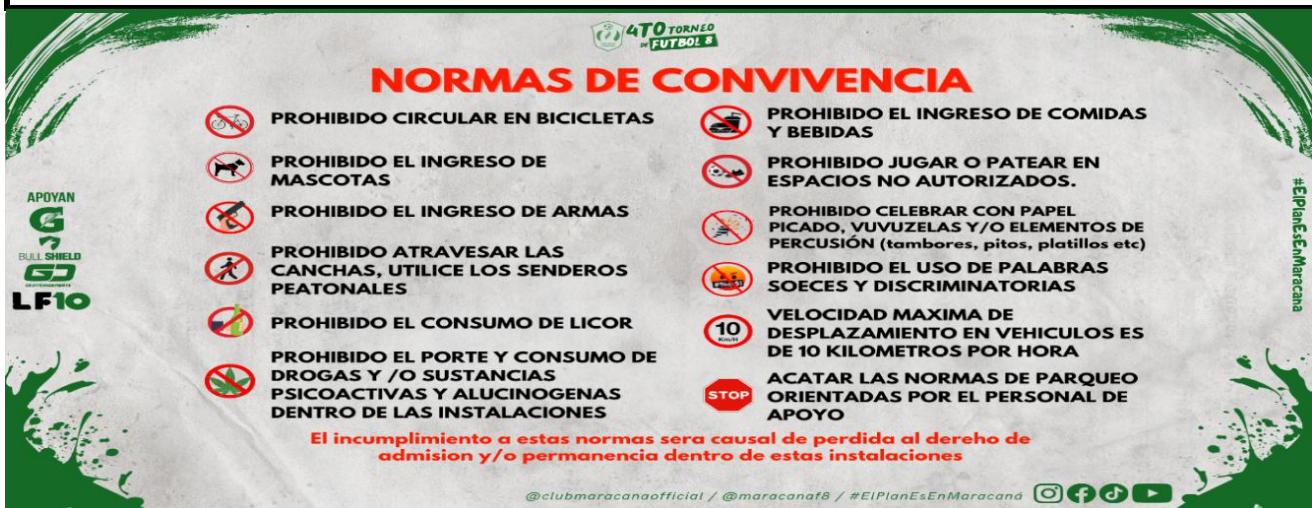 4TO TORNEO
DE FUTBOL 8
NORMAS DE CONVIVENCIA
PROHIBIDO CIRCULAR EN BICICLETAS
PROHIBIDO EL INGRESO DE
MASCOTAS
PROHIBIDO EL INGRESO DE ARMAS
PROHIBIDO ATRAVESAR LAS
CANCHAS, UTILICE LOS SENDEROS
PEATONALES
PROHIBIDO EL CONSUMO DE LICOR
PROHIBIDO EL PORTE Y CONSUMO DE
DROGAS Y /O SUSTANCIAS
PSICOACTIVAS Y ALUCINOGENAS
DENTRO DE LAS INSTALACIONES
PROHIBIDO EL INGRESO DE COMIDAS
Y BEBIDAS
PROHIBIDO JUGAR O PATEAR EN
ESPACIOS NO AUTORIZADOS.
PROHIBIDO CELEBRAR CON PAPEL
PICADO, VUVUZELAS Y/O ELEMENTOS DE
PERCUSIÓN (tambores, pitos, platillos etc)
PROHIBIDO EL USO DE PALABRAS
SOECES Y DISCRIMINATORIAS
10
Km/H
VELOCIDAD MAXIMA DE
DESPLAZAMIENTO EN VEHICULOS ES
DE 10 KILOMETROS POR HORA
STOP
ACATAR LAS NORMAS DE PARQUEO
ORIENTADAS POR EL PERSONAL DE
APOYO
El incumplimiento a estas normas sera causal de perdida al dereho de
admision y/o permanencia dentro de estas instalaciones
APOYAN
G
BULL SHIELD
LF10
#ElPlanEsEnMaracana
@clubmaracanaofficial / @maracanaf8 / #ElPlanEsEnMaracaná